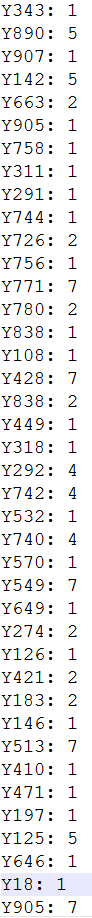 Y343: 1
Y890: 5
Y907: 1
Y142: 5
Y663: 2
Y905: 1
Y758: 1
Y311: 1
Y291: 1
Y744: 1
Y726: 2
Y756: 1
Y771: 7
Y780: 2
Y838: 1
Y108: 1
Y428: 7
Y838: 2
Y449: 1
Y318: 1
Y292: 4
Y742: 4
Y532: 1
Y740: 4
Y570: 1
Y549: 7
Y649: 1
Y274: 2
Y126: 1
Y421: 2
Y183: 2
Y146: 1
Y513: 7
Y410: 1
Y471: 1
Y197: 1
Y125: 5
Y646: 1
Y18: 1
Y905: 7